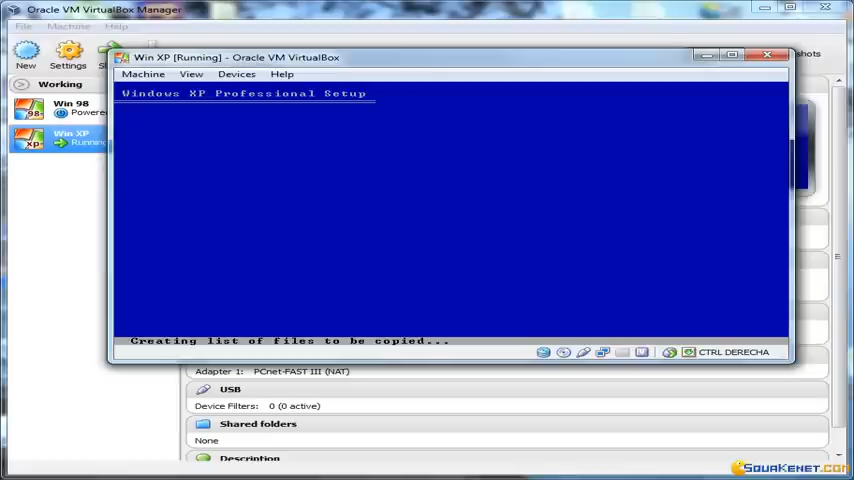 Oracle VM VirtualBox Manager
File Machine Help
New Settings
shots
Working
Win XP [Running] - Oracle VM VirtualBox
Machine View Devices Help
Win 98
Powere
Win XP
Running
Windows XP Professional Setup
Creating list of files to be copied...
CTRL DERECHA
Adapter 1: PCnet-FAST III (NAT)
USB
Device Filters: 0 (0 active)
Shared folders
None
Description
SQUAKENET.COM